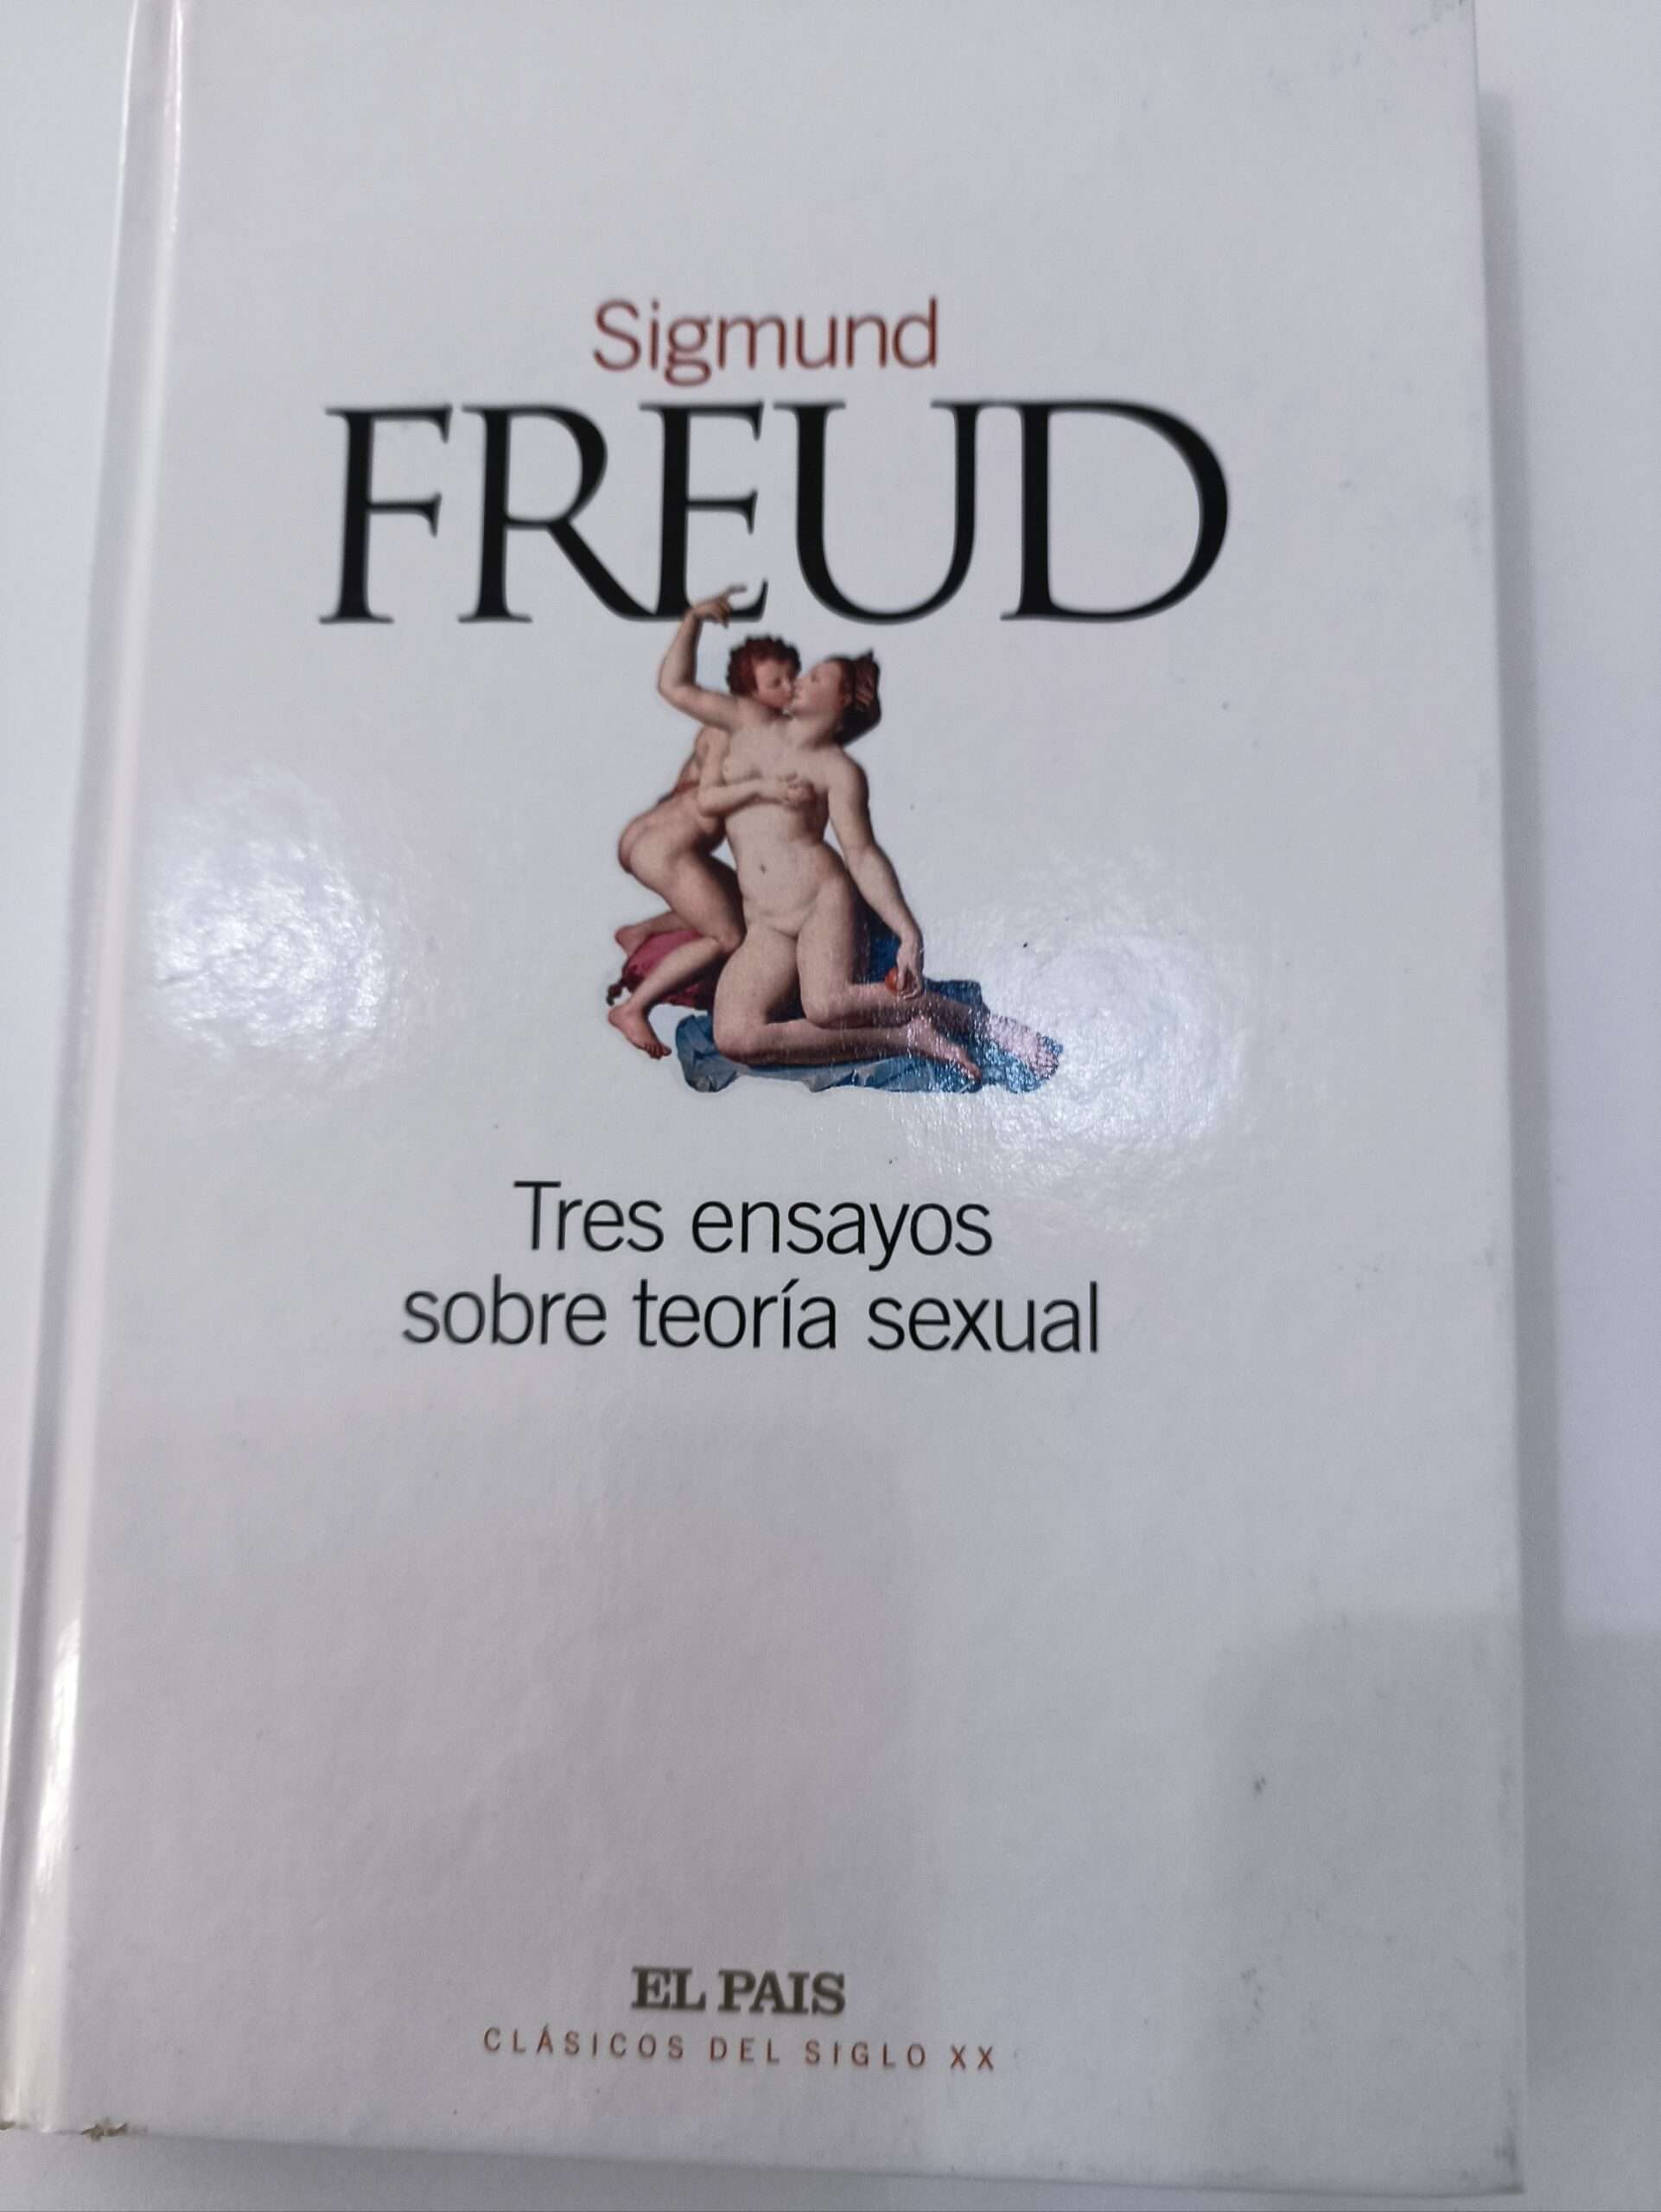 Sigmund
FREUD
Tres ensayos
sobre teoría sexual
EL PAIS
CLÁSICOS DEL SIGLO XX